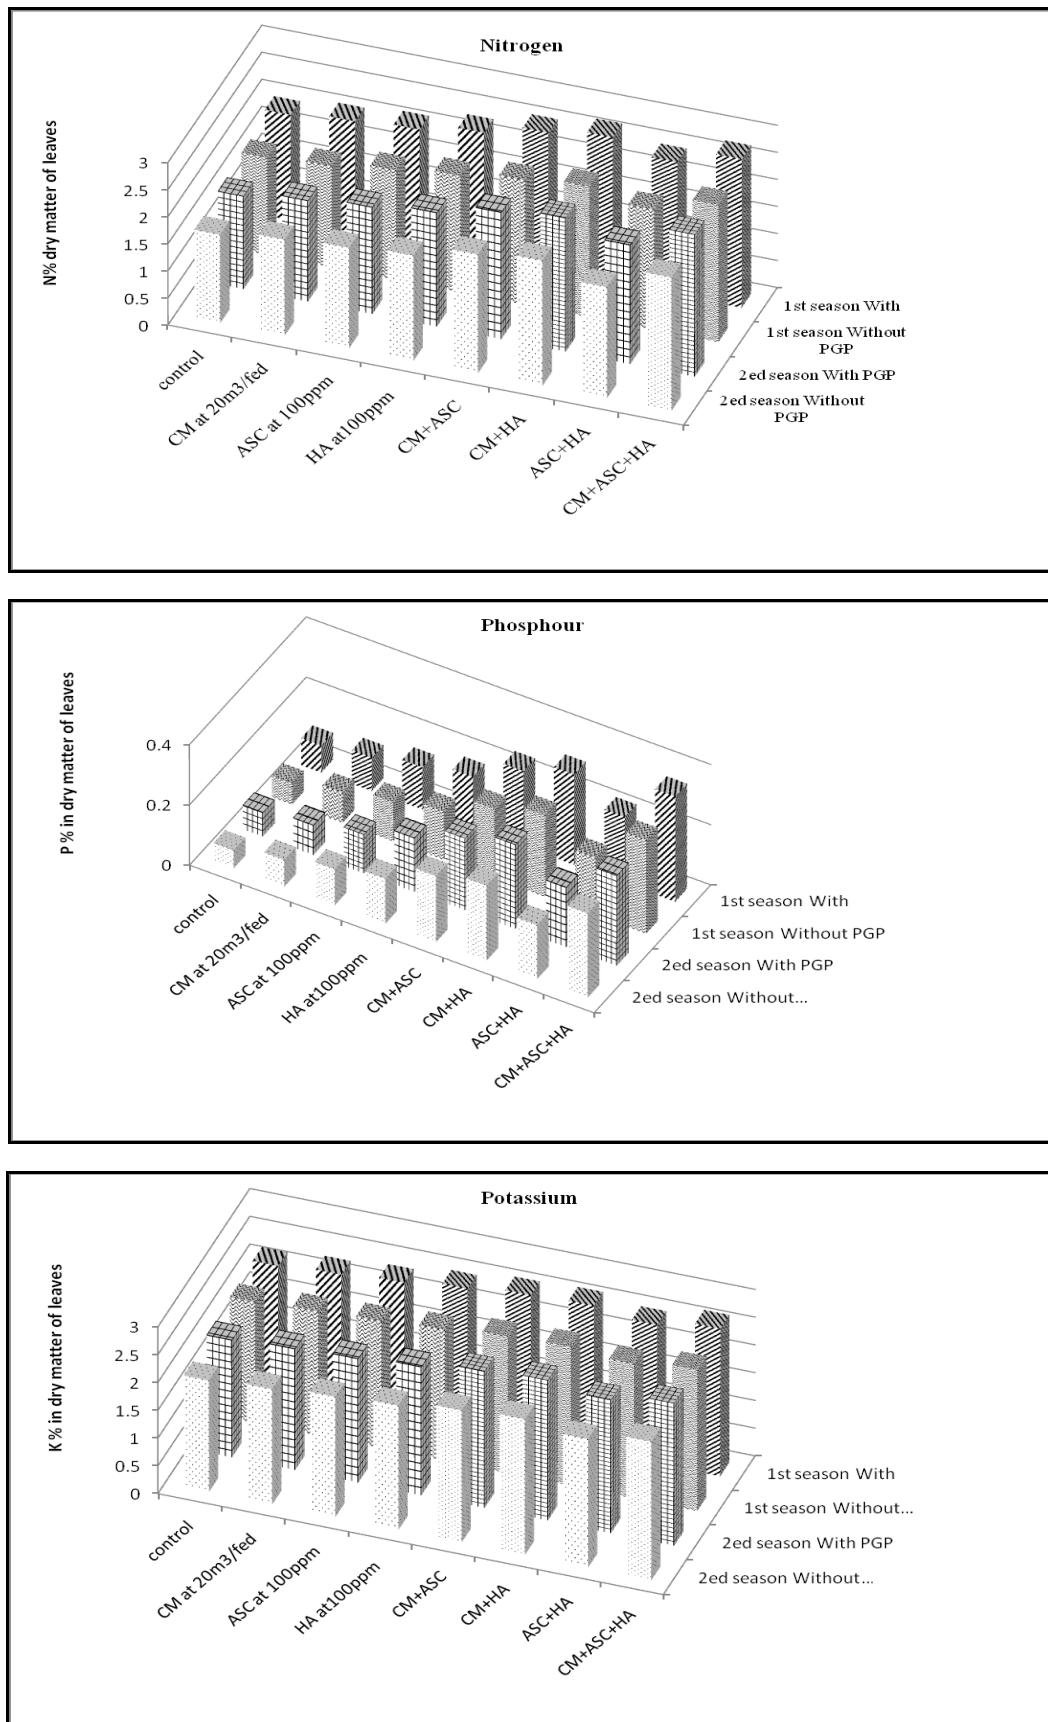 Nitrogen
N% dry matter of leaves
3
2.5
2
1.5
1
0.5
0
control
CM at 20m3/fed
ASC at 100ppm
HA at100ppm
CM+ASC
CM+HA
ASC+HA
CM+ASC+HA
1st season With
1st season Without
PGP
2ed season With PGP
2ed season Without
PGP
Phosphour
P % in dry matter of leaves
0.4
0.2
0
control
CM at 20m3/fed
ASC at 100ppm
HA at100ppm
CM+ASC
CM+HA
ASC+HA
CM+ASC+HA
1st season With
1st season Without PGP
2ed season With PGP
2ed season Without...
Potassium
K % in dry matter of leaves
3
2.5
2
1.5
1
0.5
0
control
CM at 20m3/fed
ASC at 100ppm
HA at100ppm
CM+ASC
CM+HA
ASC+HA
CM+ASC+HA
1st season With
1st season Without...
2ed season With PGP
2ed season Without...